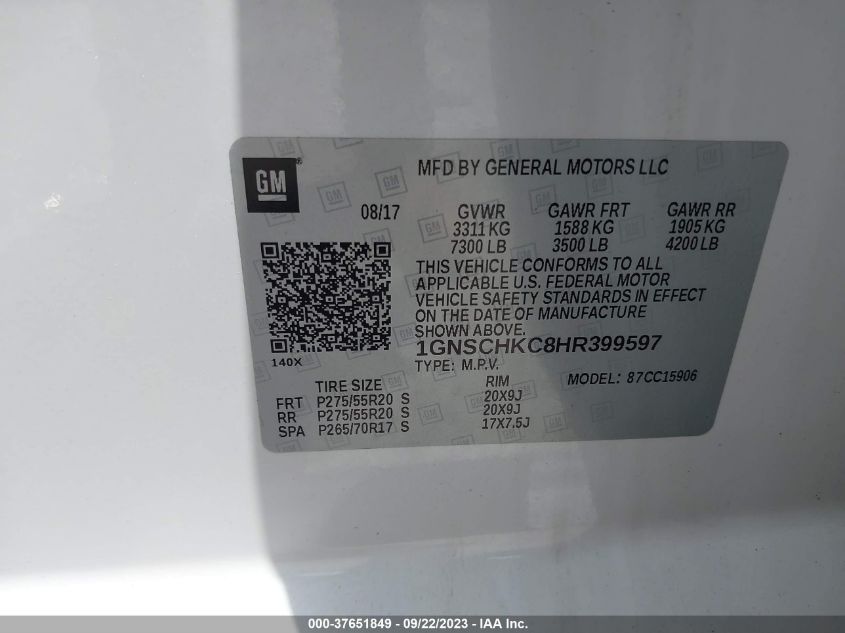 GM
MFD BY GENERAL MOTORS LLC
08/17 GVWR GAWR FRT GAWR RR
3311 KG 1588 KG 1905 KG
7300 LB 3500 LB 4200 LB
THIS VEHICLE CONFORMS TO ALL
APPLICABLE U.S. FEDERAL MOTOR
VEHICLE SAFETY STANDARDS IN EFFECT
ON THE DATE OF MANUFACTURE
SHOWN ABOVE.
140X
1GNSCHKC8HR399597
TYPE: M.P.V. MODEL: 87CC15906
TIRE SIZE RIM
FRT P275/55R20 S 20X9J
RR P275/55R20 S 20X9J
SPA P265/70R17 S 17X7.5J
000-37651849 - 09/22/2023 - IAA Inc.